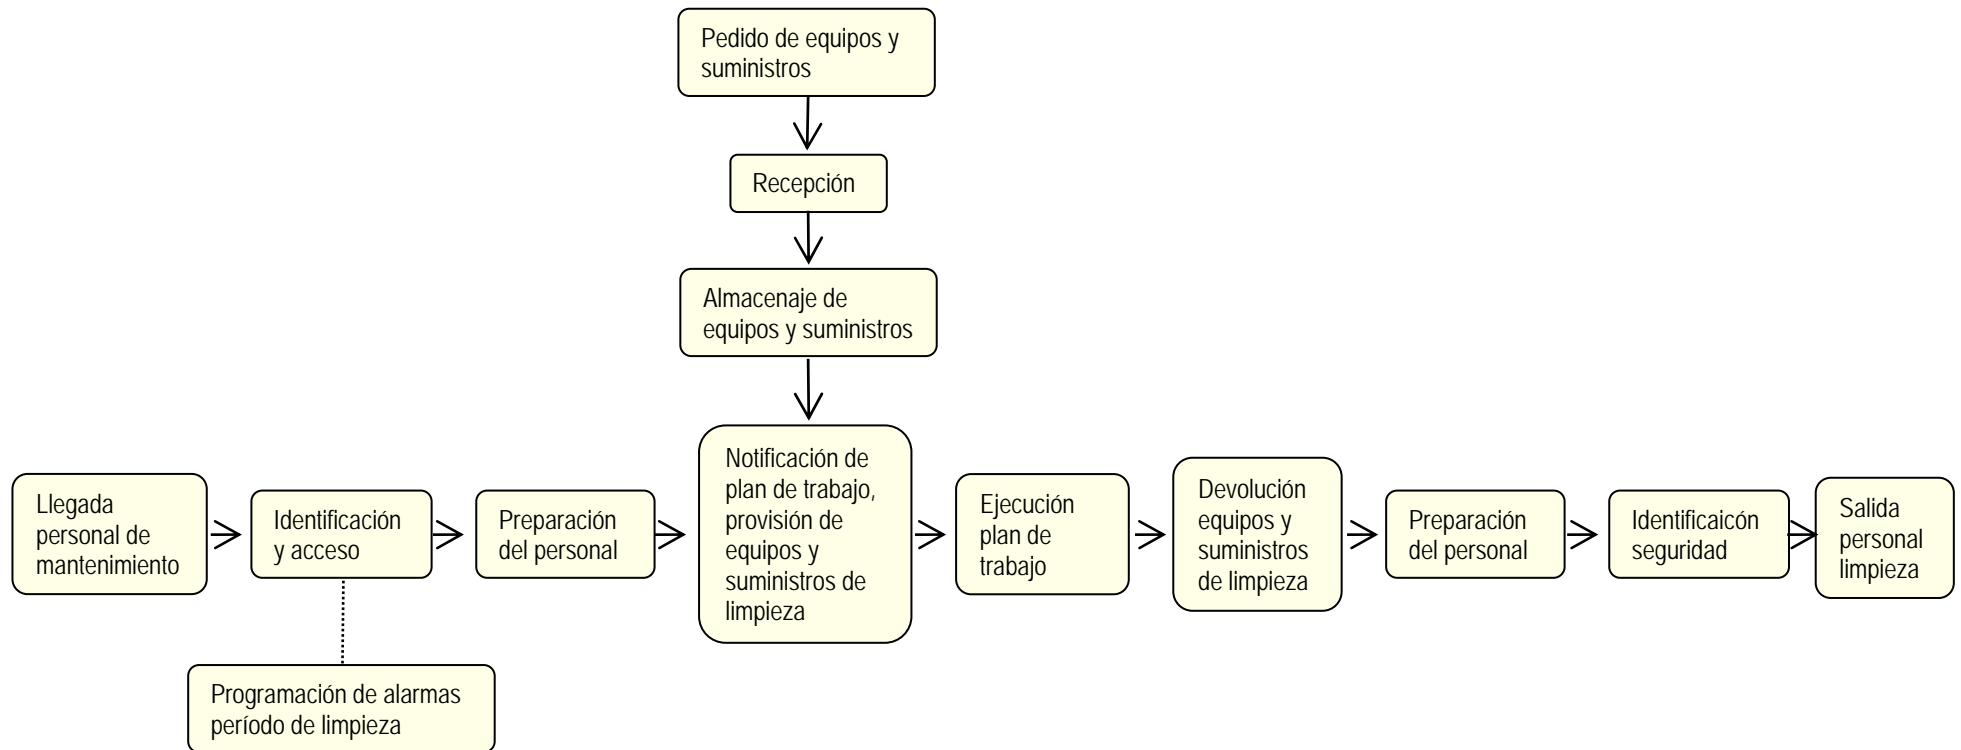 Pedido de equipos y
suministros
Recepción
Almacenaje de
equipos y suministros
Llegada
personal de
mantenimiento
Identificación
y acceso
Preparación
del personal
Notificación de
plan de trabajo,
provisión de
equipos y
suministros de
limpieza
Ejecución
plan de
trabajo
Devolución
equipos y
suministros
de limpieza
Preparación
del personal
Identificaicón
seguridad
Salida
personal
limpieza
Programación de alarmas
período de limpieza